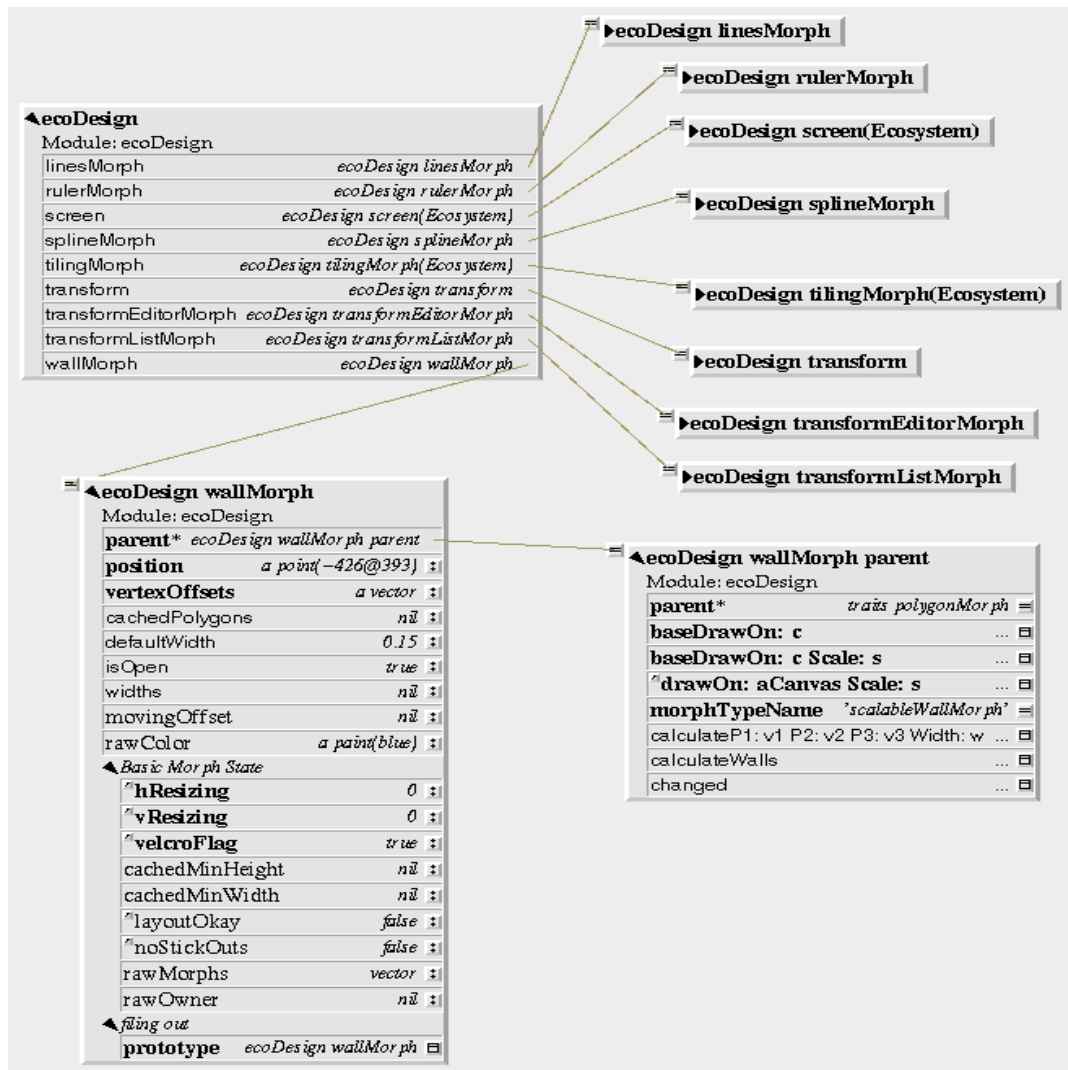 ecoDesign linesMorph
ecoDesign rulerMorph
ecoDesign screen(Ecosystem)
ecoDesign splineMorph
ecoDesign tilingMorph(Ecosystem)
ecoDesign transform
ecoDesign transformEditorMorph
ecoDesign transformListMorph
ecoDesign
Module: ecoDesign
linesMorph ecoDesign linesMorph
rulerMorph ecoDesign rulerMorph
screen ecoDesign screen(Ecosystem)
splineMorph ecoDesign splineMorph
tilingMorph ecoDesign tilingMorph(Ecosystem)
transform ecoDesign transform
transformEditorMorph ecoDesign transformEditorMorph
transformListMorph ecoDesign transformListMorph
wallMorph ecoDesign wallMorph
ecoDesign wallMorph
Module: ecoDesign
parent* ecoDesign wallMorph parent
position a point(-426@393)
vertexOffsets a vector
cachedPolygons nil
defaultWidth 0.15
isOpen true
widths nil
movingOffset nil
rawColor a paint(blue)
Basic Morph State
hResizing 0
vResizing 0
velcroFlag true
cachedMinHeight nil
cachedMinWidth nil
layoutOkay false
noStickOuts false
rawMorphs vector
rawOwner nil
filing out
prototype ecoDesign wallMorph
ecoDesign wallMorph parent
Module: ecoDesign
parent* traits polygonMorph =
baseDrawOn: c ...
baseDrawOn: c Scale: s ...
drawOn: aCanvas Scale: s ...
morphTypeName 'scalableWallMorph' =
calculateP1: v1 P2: v2 P3: v3 Width: w ...
calculateWalls ...
changed ...